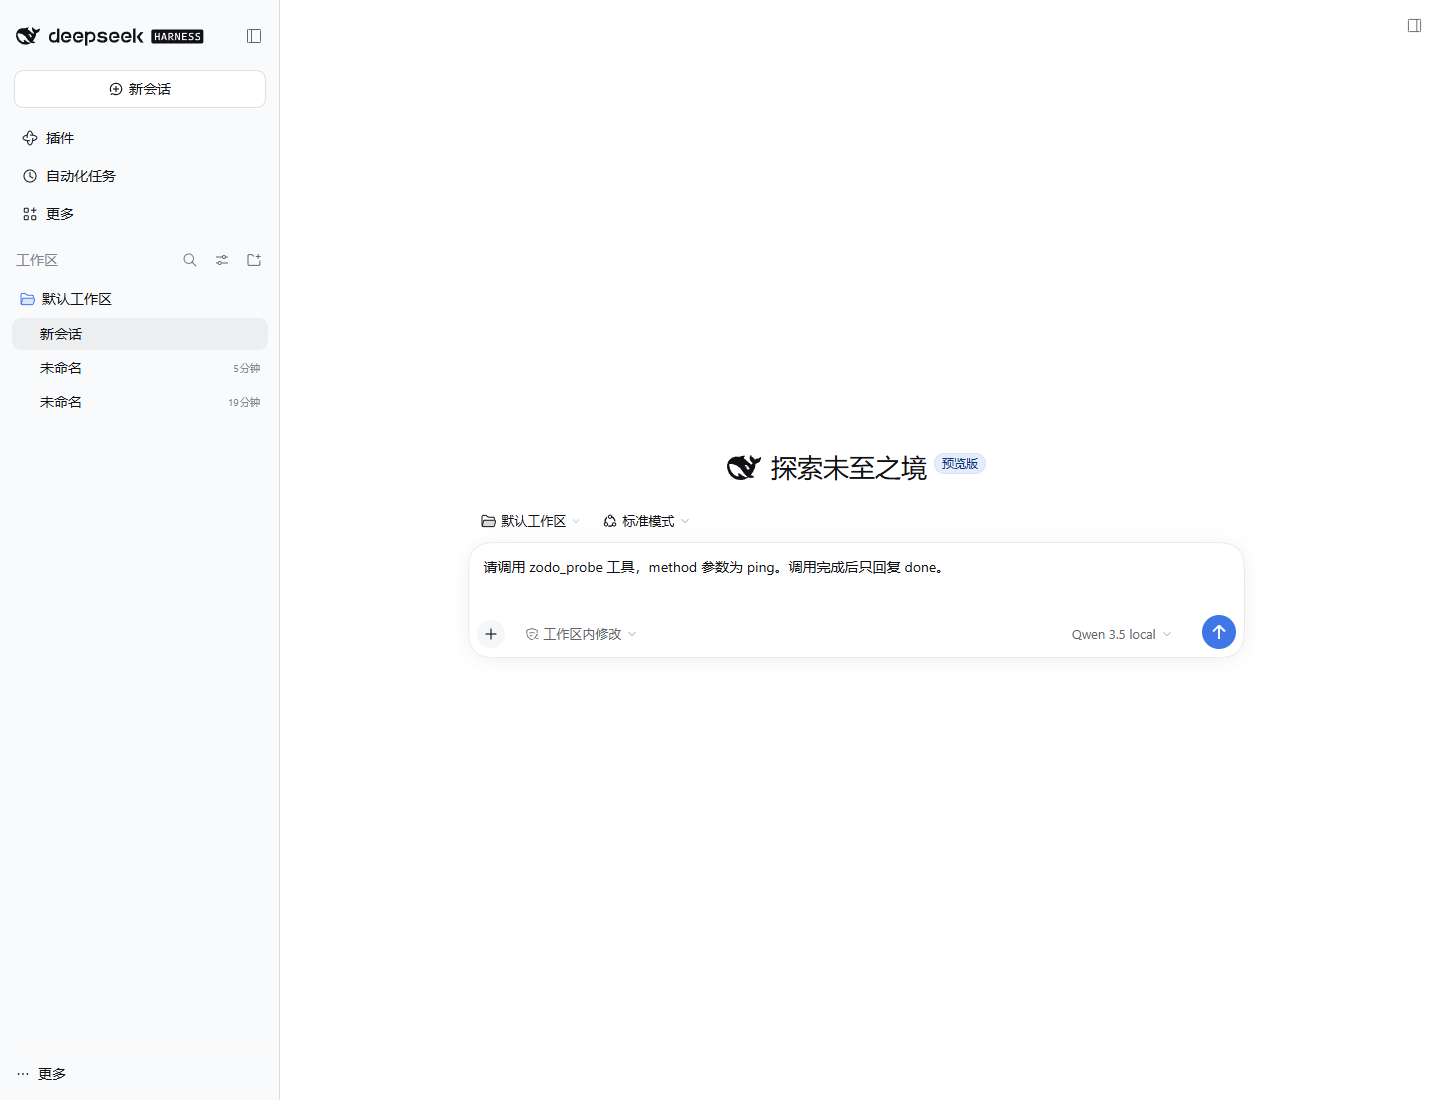 deepseek HARNESS
新会话
插件
自动化任务
更多
工作区
默认工作区
新会话
未命名 5分钟
未命名 19分钟
更多
探索未至之境 预览版
默认工作区 标准模式
请调用 zodo_probe 工具，method 参数为 ping。调用完成后只回复 done。
工作区内修改 Qwen 3.5 local